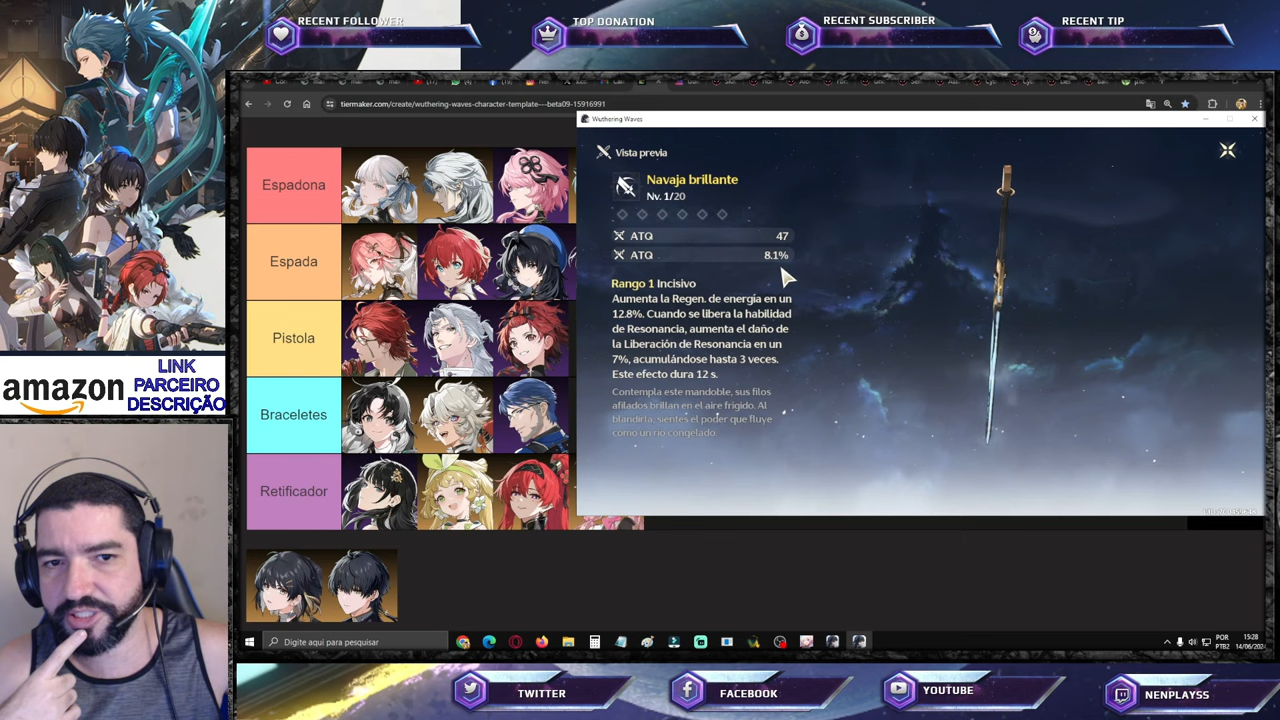 RECENT FOLLOWER
TOP DONATION
RECENT SUBSCRIBER
RECENT TIP
tiermaker.com/create/wuthering-waves-character-template---beta09-15916991
Wuthering Waves
Vista previa
Navaja brillante
Nv. 1/20
ATQ 47
ATQ 8.1%
Rango 1 Incisivo
Aumenta la Regen. de energía en un
12.8%. Cuando se libera la habilidad
de Resonancia, aumenta el daño de
la Liberación de Resonancia en un
7%, acumulándose hasta 3 veces.
Este efecto dura 12 s.
Contempla este mandoble, sus filos
afilados brillan en el aire frígido. Al
blandirla, sientes el poder que fluye
como un río congelado.
Espadona
Espada
Pistola
Braceletes
Retificador
amazon
LINK
PARCEIRO
DESCRIÇÃO
Digite aqui para pesquisar
POR
PTB2
15:28
TWITTER
FACEBOOK
YOUTUBE
NENPLAYSS